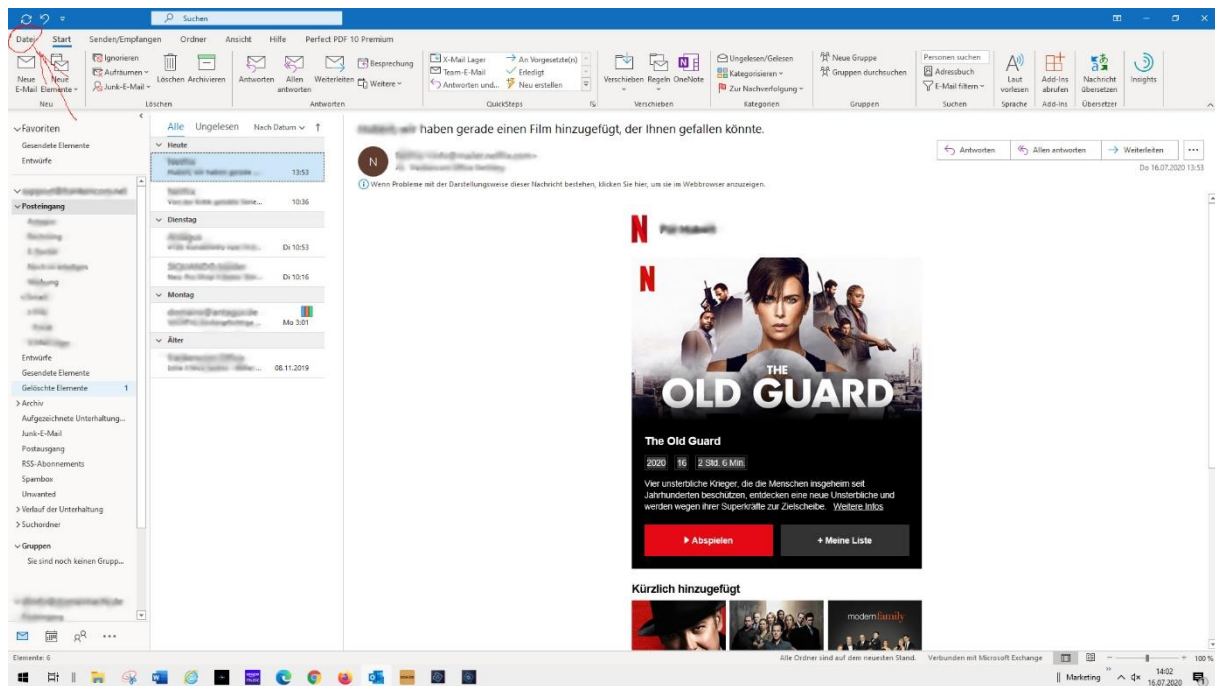 Suchen
Datei Start Senden/Empfangen Ordner Ansicht Hilfe Perfect PDF 10 Premium
Neue E-Mail
Neue Elemente
Ignorieren
Aufräumen
Junk-E-Mail
Löschen Archivieren
Antworten Allen antworten Weiterleiten
Besprechung
Weitere
X-Mail Lager
Team-E-Mail
Antworten und...
An Vorgesetzte(n)
Erledigt
Neu erstellen
Verschieben Regeln OneNote
Ungelesen/Gelesen
Kategorisieren
Zur Nachverfolgung
Neue Gruppe
Gruppen durchsuchen
Personen suchen
Adressbuch
E-Mail filtern
Laut vorlesen
Add-Ins abrufen
Nachricht übersetzen
Insights
Neu Löschen Antworten QuickSteps Verschieben Kategorien Gruppen Suchen Sprache Add-Ins Übersetzer
Favoriten
Gesendete Elemente
Entwürfe
Posteingang
Entwürfe
Gesendete Elemente
Gelöschte Elemente 1
Archiv
Aufgezeichnete Unterhaltung...
Junk-E-Mail
Postausgang
RSS-Abonnements
Spambox
Unwanted
Verlauf der Unterhaltung
Suchordner
Gruppen
Sie sind noch keinen Grupp...
Alle Ungelesen Nach Datum
Heute
13:53
10:36
Dienstag
Di 10:53
Di 10:16
Montag
Mo 3:01
Älter
08.11.2019
haben gerade einen Film hinzugefügt, der Ihnen gefallen könnte.
N
Antworten Allen antworten Weiterleiten
Do 16.07.2020 13:53
Wenn Probleme mit der Darstellungsweise dieser Nachricht bestehen, klicken Sie hier, um sie im Webbrowser anzuzeigen.
N
N
THE
OLD GUARD
The Old Guard
2020 16 2 Std. 6 Min.
Vier unsterbliche Krieger, die die Menschen insgeheim seit
Jahrhunderten beschützen, entdecken eine neue Unsterbliche und
werden wegen ihrer Superkräfte zur Zielscheibe. Weitere Infos
Abspielen + Meine Liste
Kürzlich hinzugefügt
modern family
Elemente: 6
Alle Ordner sind auf dem neuesten Stand. Verbunden mit Microsoft Exchange 100 %
Marketing
14:02
16.07.2020